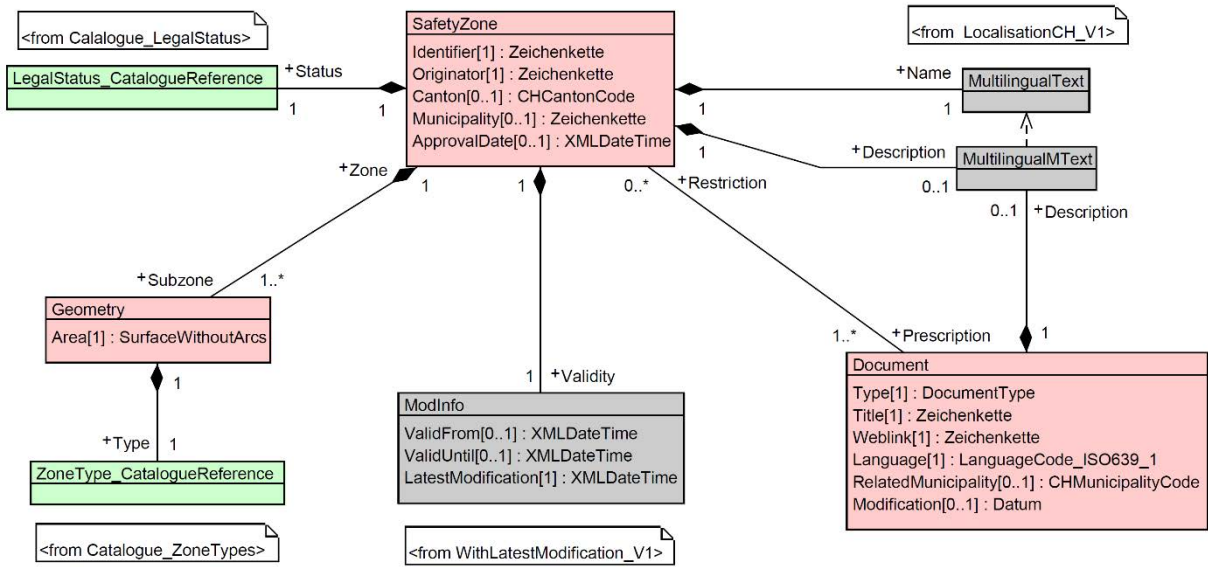 <from Calalogue_LegalStatus>
LegalStatus_CatalogueReference
+Status
1
1
SafetyZone
Identifier[1] : Zeichenkette
Originator[1] : Zeichenkette
Canton[0..1] : CHCantonCode
Municipality[0..1] : Zeichenkette
ApprovalDate[0..1] : XMLDateTime
<from LocalisationCH_V1>
+Name
1
1
MultilingualText
+Description
1
0..1
MultilingualMText
0..1
+Description
1
+Zone
1
+Subzone
1..*
Geometry
Area[1] : SurfaceWithoutArcs
1
+Type
1
ZoneType_CatalogueReference
<from Catalogue_ZoneTypes>
1
1
+Validity
ModInfo
ValidFrom[0..1] : XMLDateTime
ValidUntil[0..1] : XMLDateTime
LatestModification[1] : XMLDateTime
<from WithLatestModification_V1>
0..*
+Restriction
1..*
+Prescription
Document
Type[1] : DocumentType
Title[1] : Zeichenkette
Weblink[1] : Zeichenkette
Language[1] : LanguageCode_ISO639_1
RelatedMunicipality[0..1] : CHMunicipalityCode
Modification[0..1] : Datum